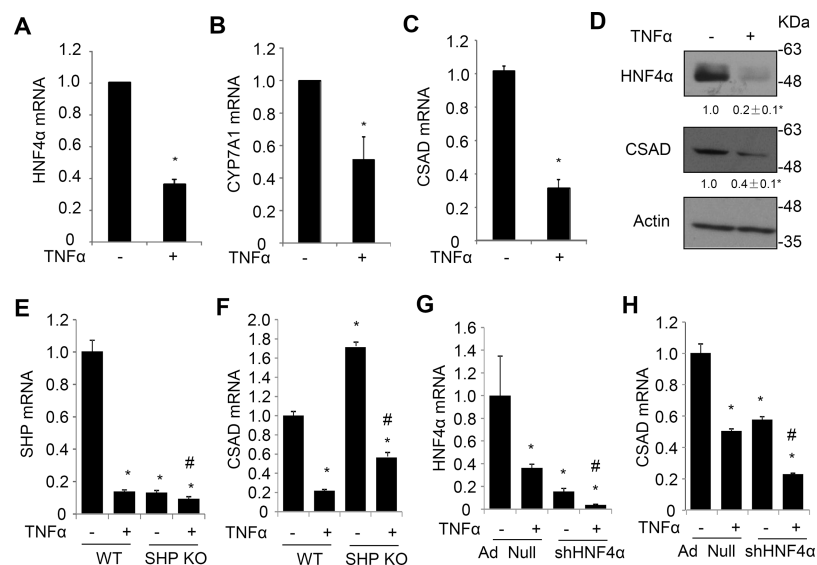 A
HNF4α mRNA
1.2
1.0
0.8
0.6
0.4
0.2
0
*
TNFα - +
B
CYP7A1 mRNA
1.2
1.0
0.8
0.6
0.4
0.2
0
*
TNFα - +
C
CSAD mRNA
1.2
1.0
0.8
0.6
0.4
0.2
0
*
TNFα - +
D
KDa
TNFα - +
-63
HNF4α
-48
1.0 0.2±0.1*
-63
CSAD
-48
1.0 0.4±0.1*
-48
Actin
-35
E
SHP mRNA
1.2
1.0
0.8
0.6
0.4
0.2
0
* * # *
TNFα - + - +
WT SHP KO
F
CSAD mRNA
2.0
1.8
1.6
1.4
1.2
1.0
0.8
0.6
0.4
0.2
0
* * # *
TNFα - + - +
WT SHP KO
G
HNF4α mRNA
1.6
1.4
1.2
1.0
0.8
0.6
0.4
0.2
0
* * # *
TNFα - + - +
Ad Null shHNF4α
H
CSAD mRNA
1.2
1.0
0.8
0.6
0.4
0.2
0
* * # *
TNFα - + - +
Ad Null shHNF4α